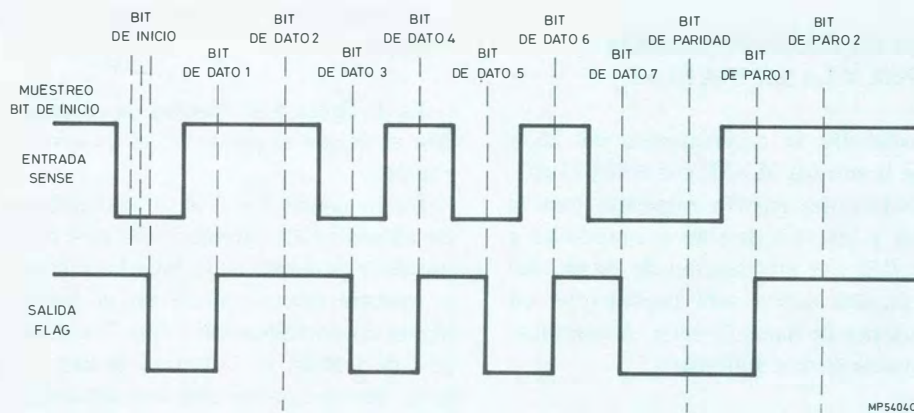 BIT
DE INICIO
BIT
DE DATO 1
BIT
DE DATO 2
BIT
DE DATO 3
BIT
DE DATO 4
BIT
DE DATO 5
BIT
DE DATO 6
BIT
DE DATO 7
BIT
DE PARIDAD
BIT
DE PARO 1
BIT
DE PARO 2
MUESTREO
BIT DE INICIO
ENTRADA
SENSE
SALIDA
FLAG
MP5404C